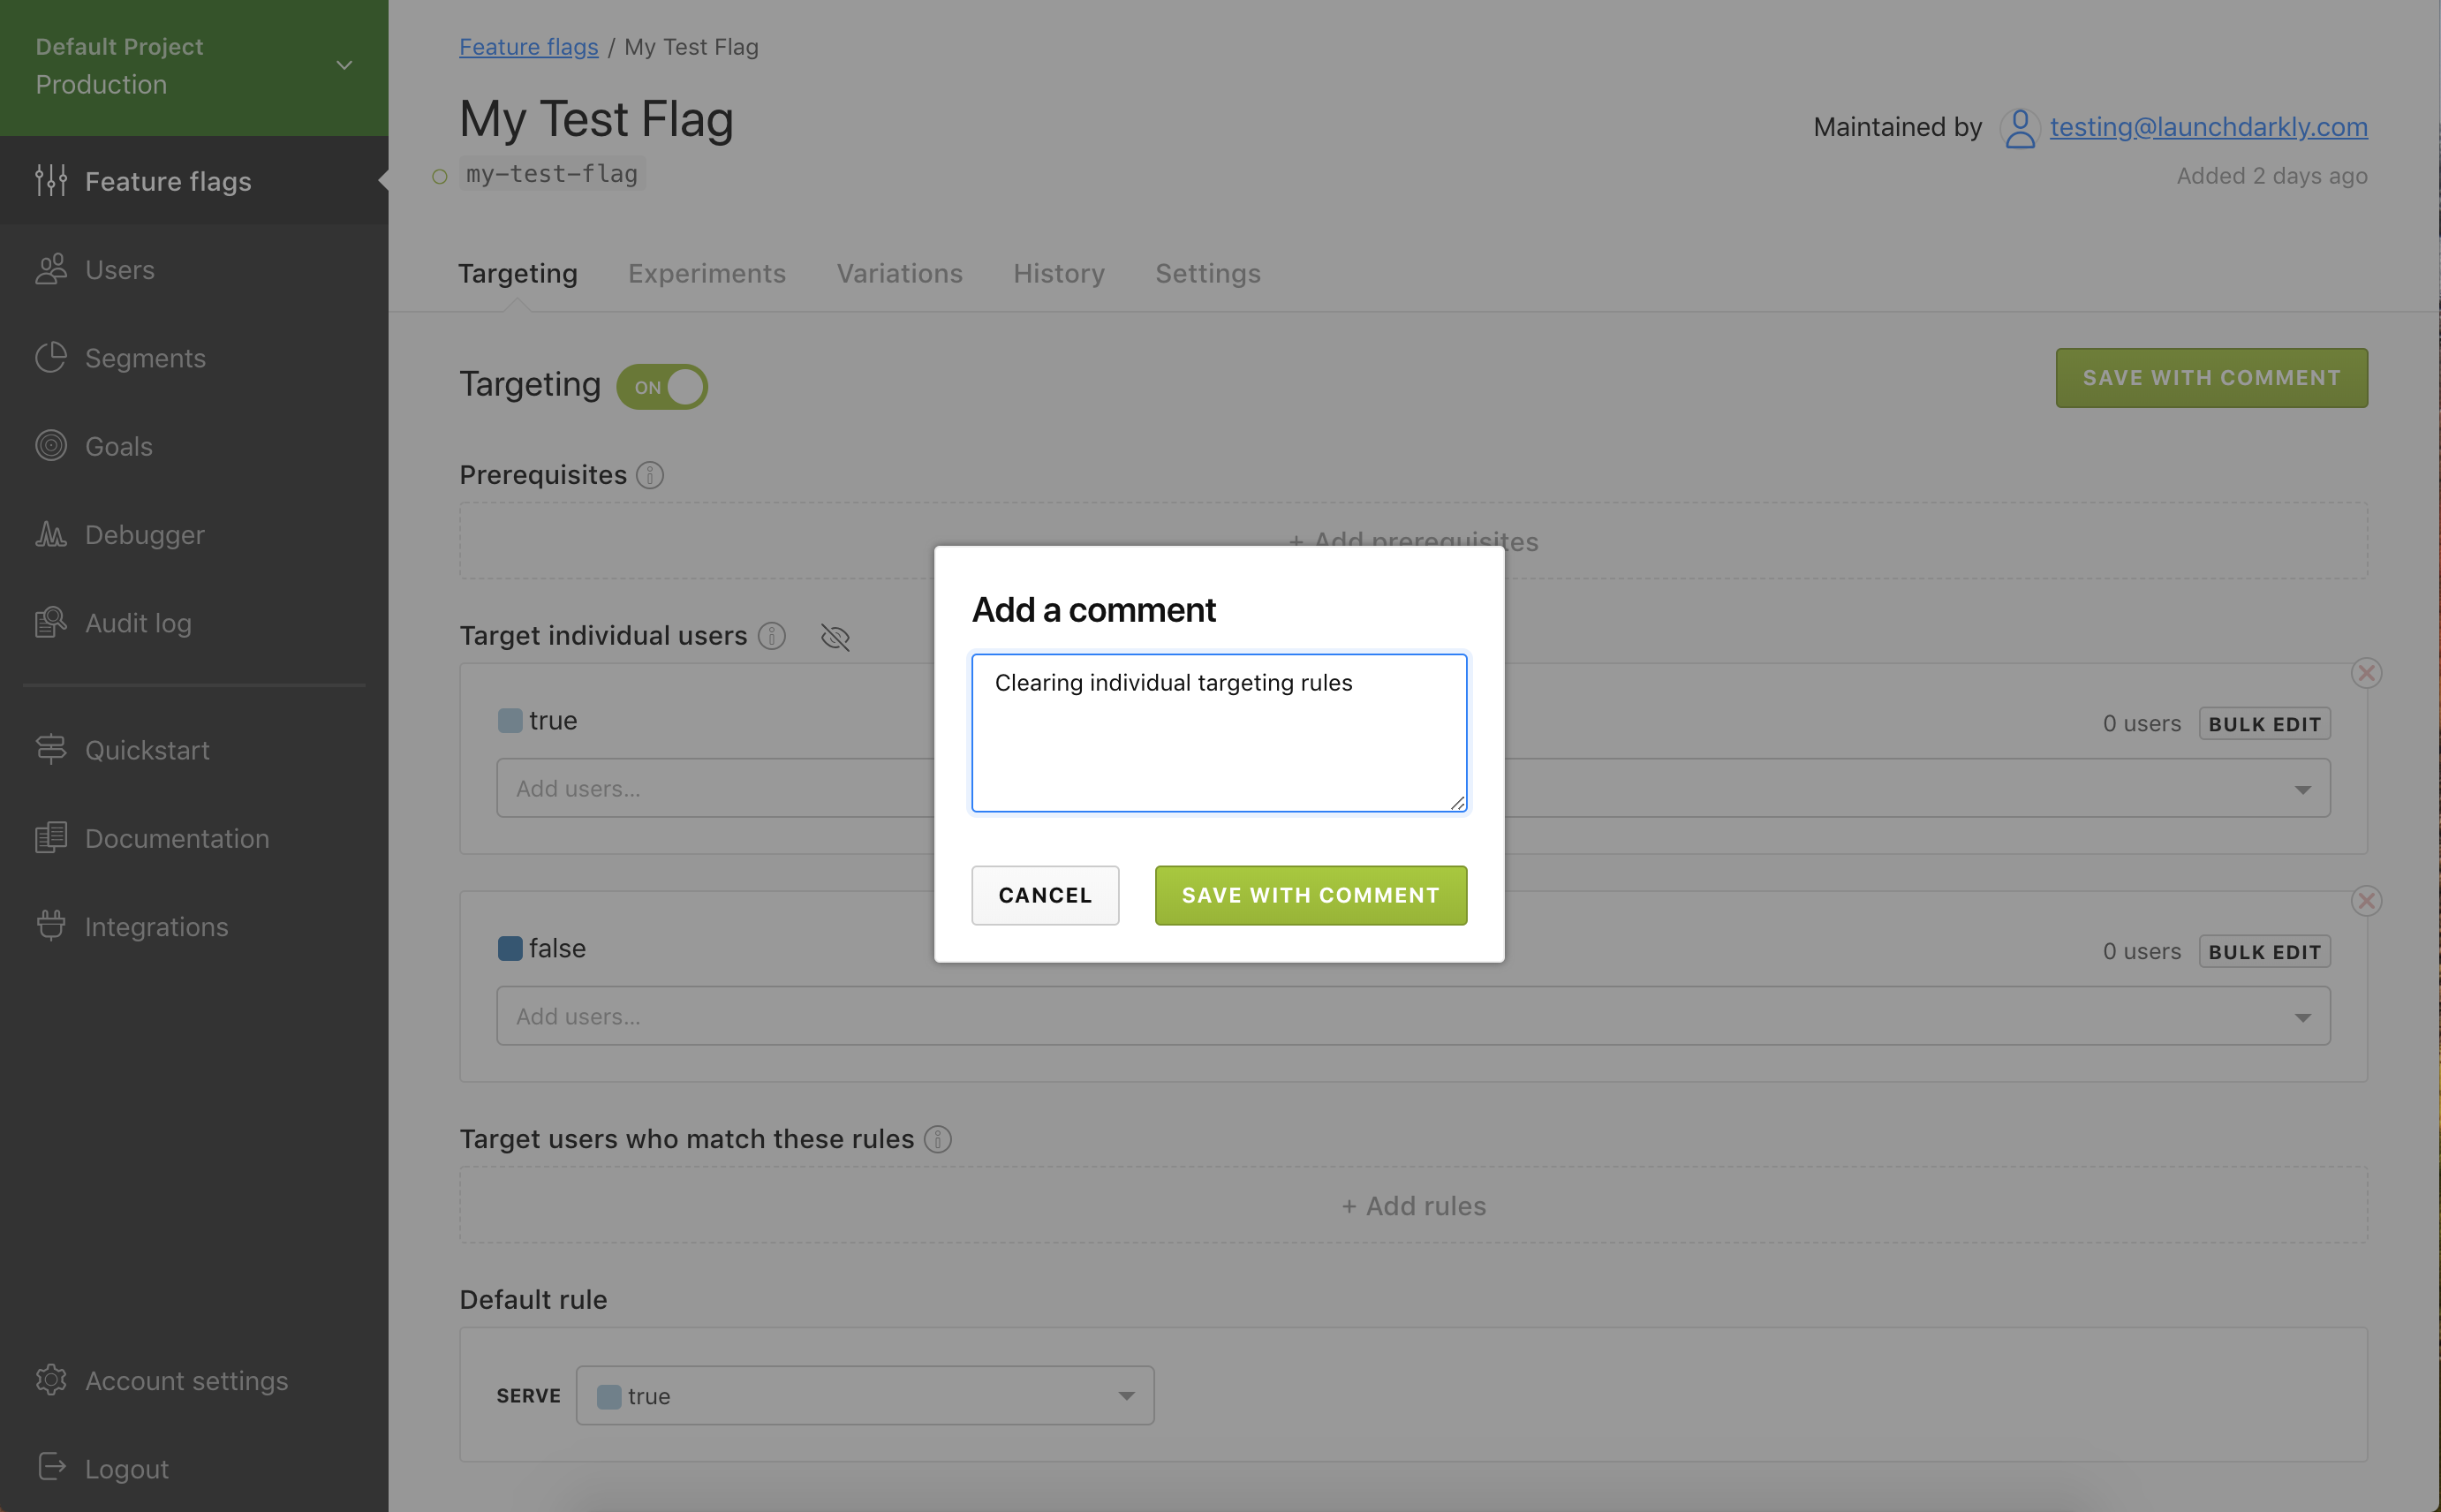 Default Project
Production
Feature flags
Users
Segments
Goals
Debugger
Audit log
Quickstart
Documentation
Integrations
Account settings
Logout
Feature flags / My Test Flag
My Test Flag
my-test-flag
Maintained by testing@launchdarkly.com
Added 2 days ago
Targeting Experiments Variations History Settings
Targeting ON
SAVE WITH COMMENT
Prerequisites
+ Add prerequisites
Target individual users
true
0 users BULK EDIT
Add users...
false
0 users BULK EDIT
Add users...
Add a comment
Clearing individual targeting rules
CANCEL SAVE WITH COMMENT
Target users who match these rules
+ Add rules
Default rule
SERVE true